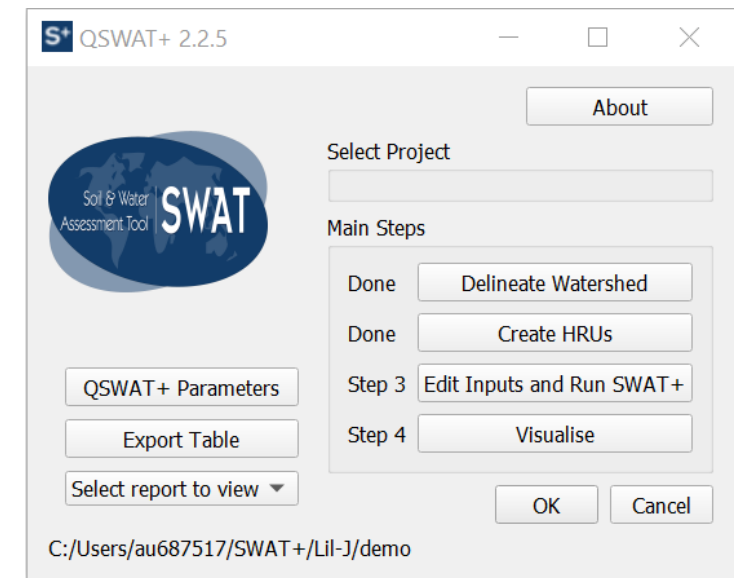 S+ QSWAT+ 2.2.5
About
Select Project
Soil & Water
Assessment Tool
SWAT
Main Steps
Done Delineate Watershed
Done Create HRUs
Step 3 Edit Inputs and Run SWAT+
Step 4 Visualise
QSWAT+ Parameters
Export Table
Select report to view
OK Cancel
C:/Users/au687517/SWAT+/Lil-J/demo